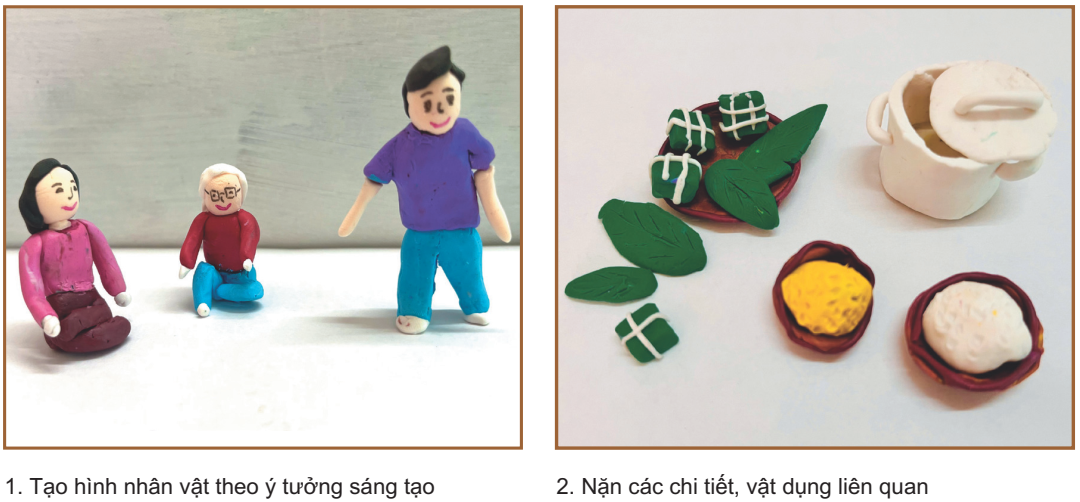 1. Tạo hình nhân vật theo ý tưởng sáng tạo
2. Nặn các chi tiết, vật dụng liên quan